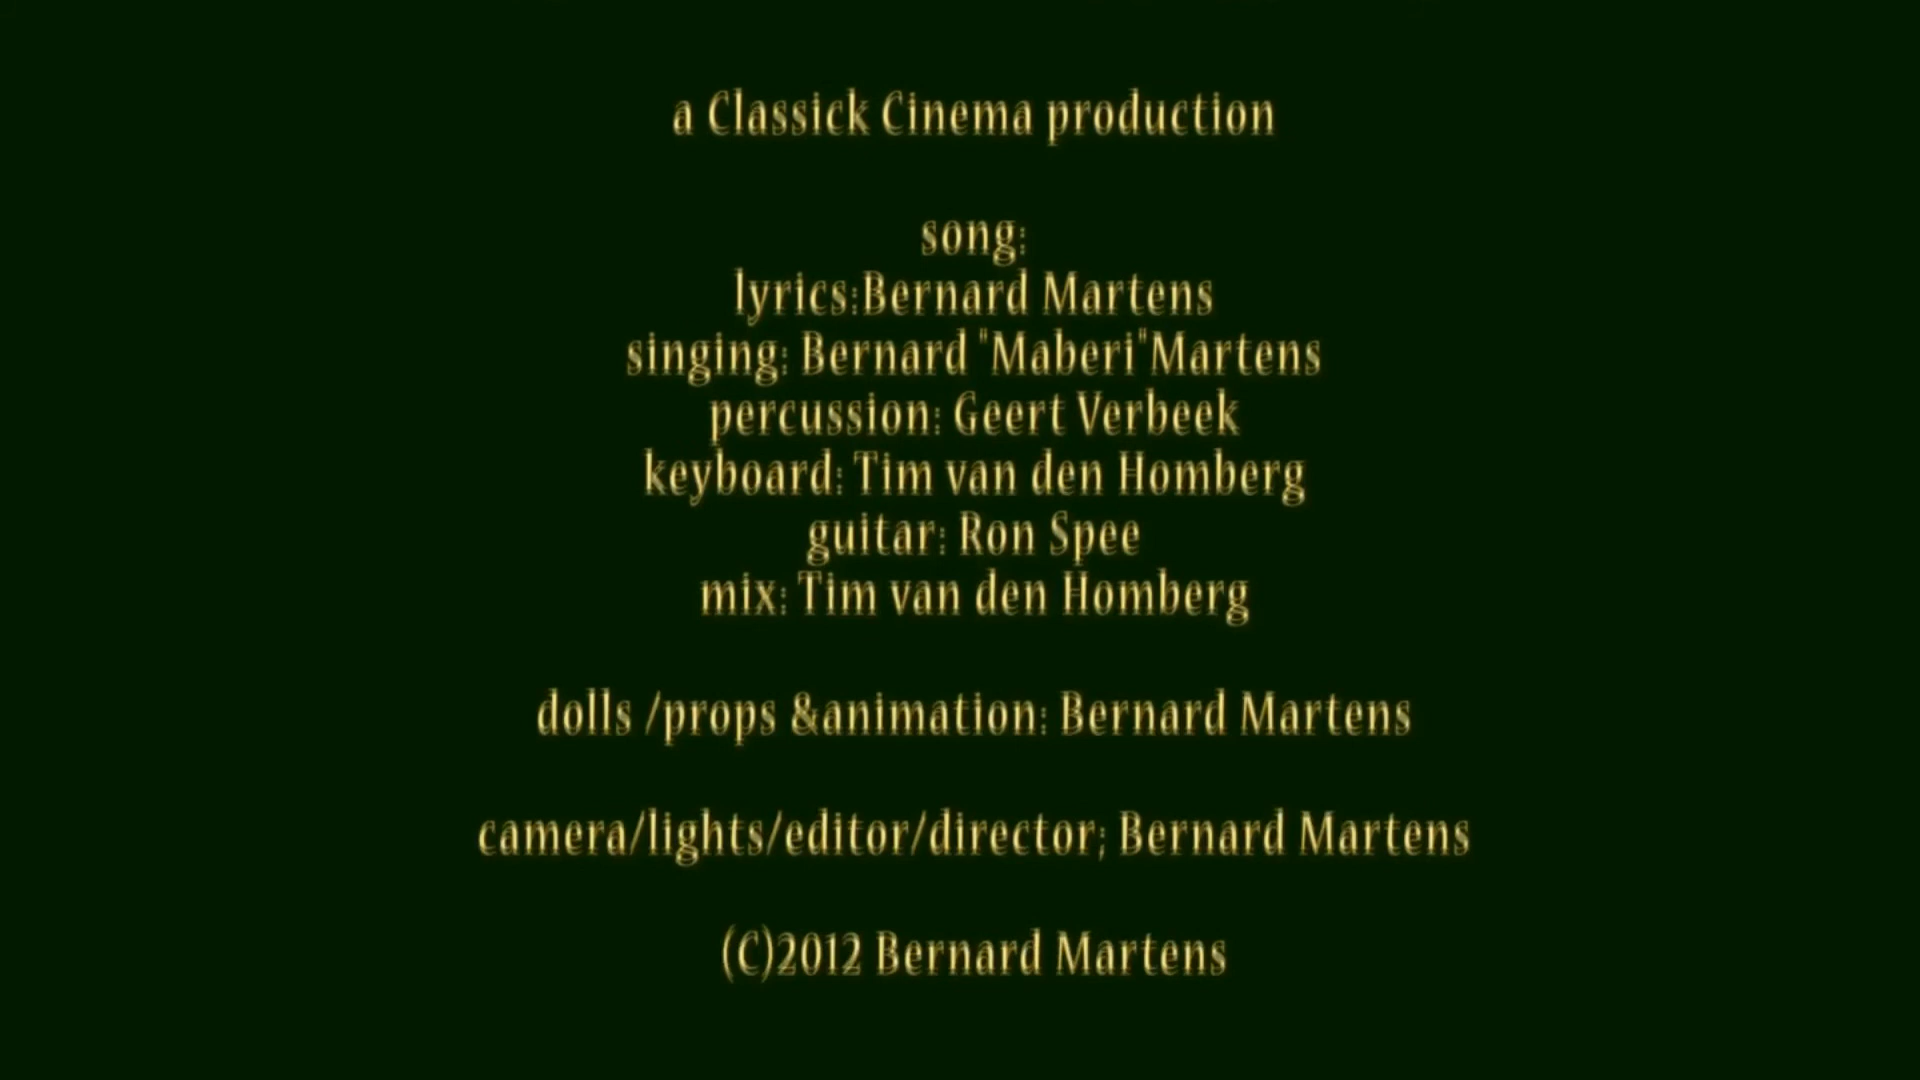 a Classick Cinema production
song:
lyrics:Bernard Martens
singing: Bernard "Maberi"Martens
percussion: Geert Verbeek
keyboard: Tim van den Homberg
guitar: Ron Spee
mix: Tim van den Homberg
dolls /props &animation: Bernard Martens
camera/lights/editor/director; Bernard Martens
(C)2012 Bernard Martens